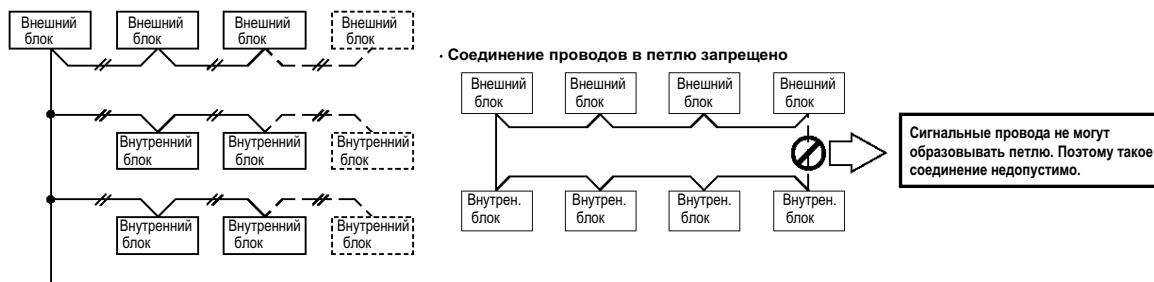 Внешний
блок
Внешний
блок
Внешний
блок
Внешний
блок
Внутренний
блок
Внутренний
блок
Внутренний
блок
Внутренний
блок
Внутренний
блок
Внутренний
блок
· Соединение проводов в петлю запрещено
Внешний
блок
Внешний
блок
Внешний
блок
Внешний
блок
Внутрен.
блок
Внутрен.
блок
Внутрен.
блок
Внутрен.
блок
Сигнальные провода не могут
образовывать петлю. Поэтому такое
соединение недопустимо.